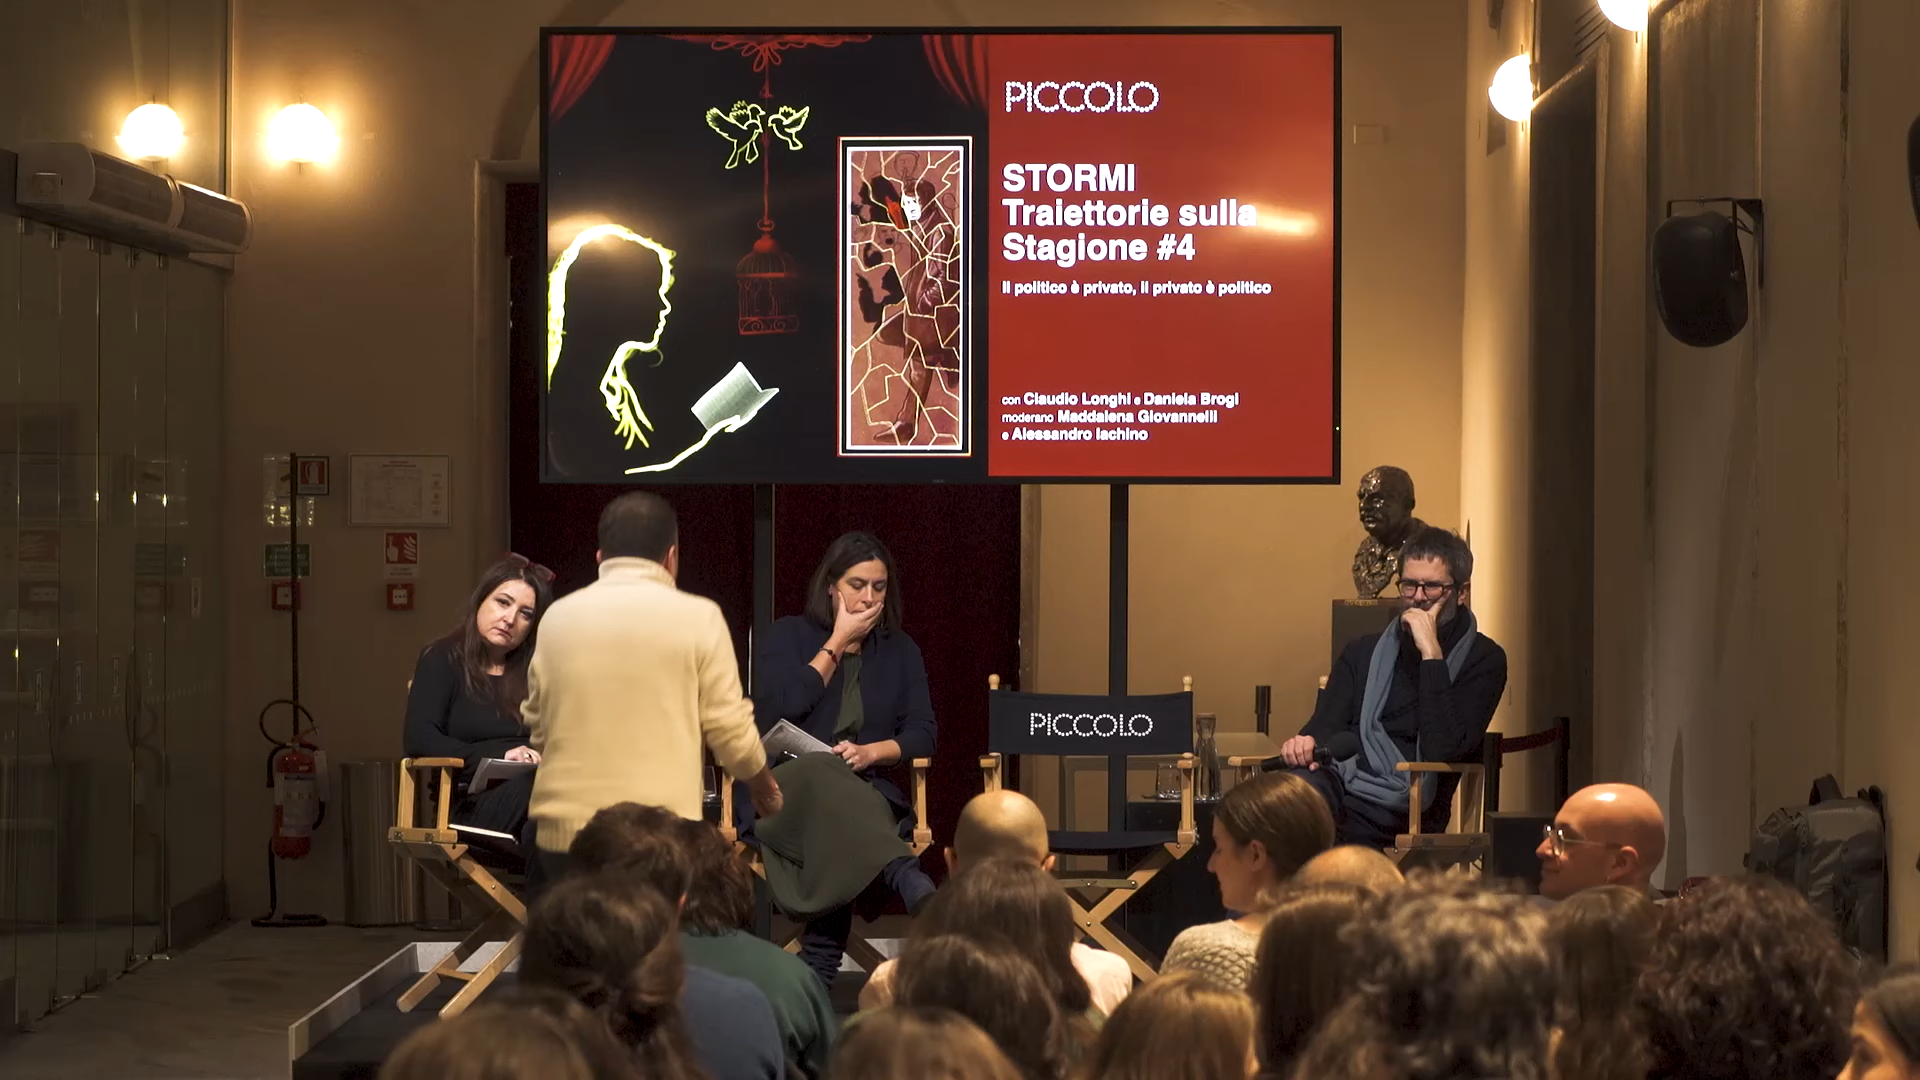 PICCOLO
STORMI
Traiettorie sulla
Stagione #4
Il politico è privato, il privato è politico
con Claudio Longhi e Daniela Brogi
moderano Maddalena Giovannelli
e Alessandro Iachino
PICCOLO